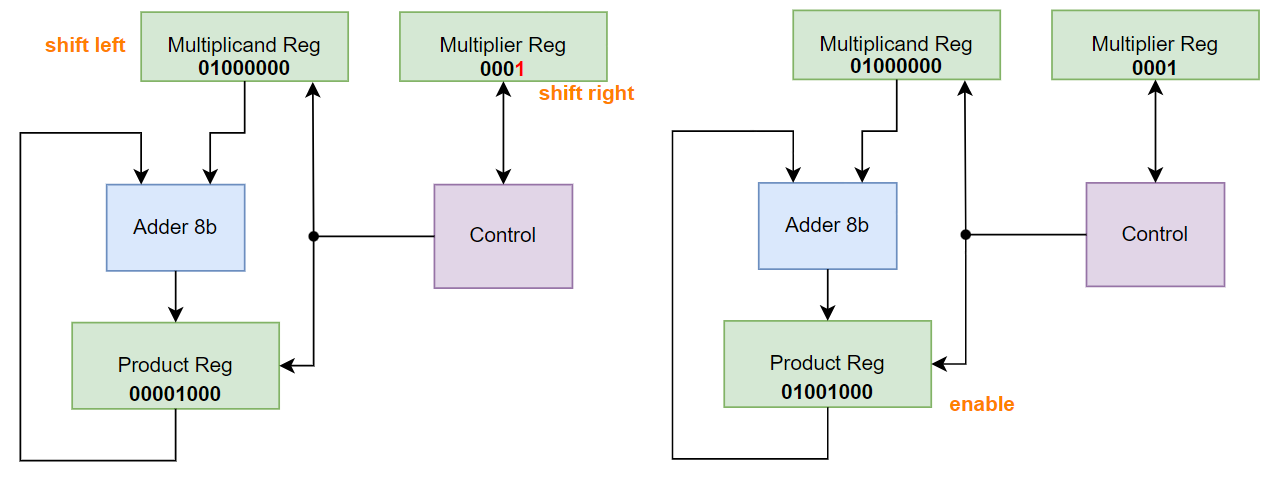 shift left
Multiplicand Reg
01000000
Multiplier Reg
0001
shift right
Adder 8b
Control
Product Reg
00001000
Multiplicand Reg
01000000
Multiplier Reg
0001
Adder 8b
Control
Product Reg
01001000
enable